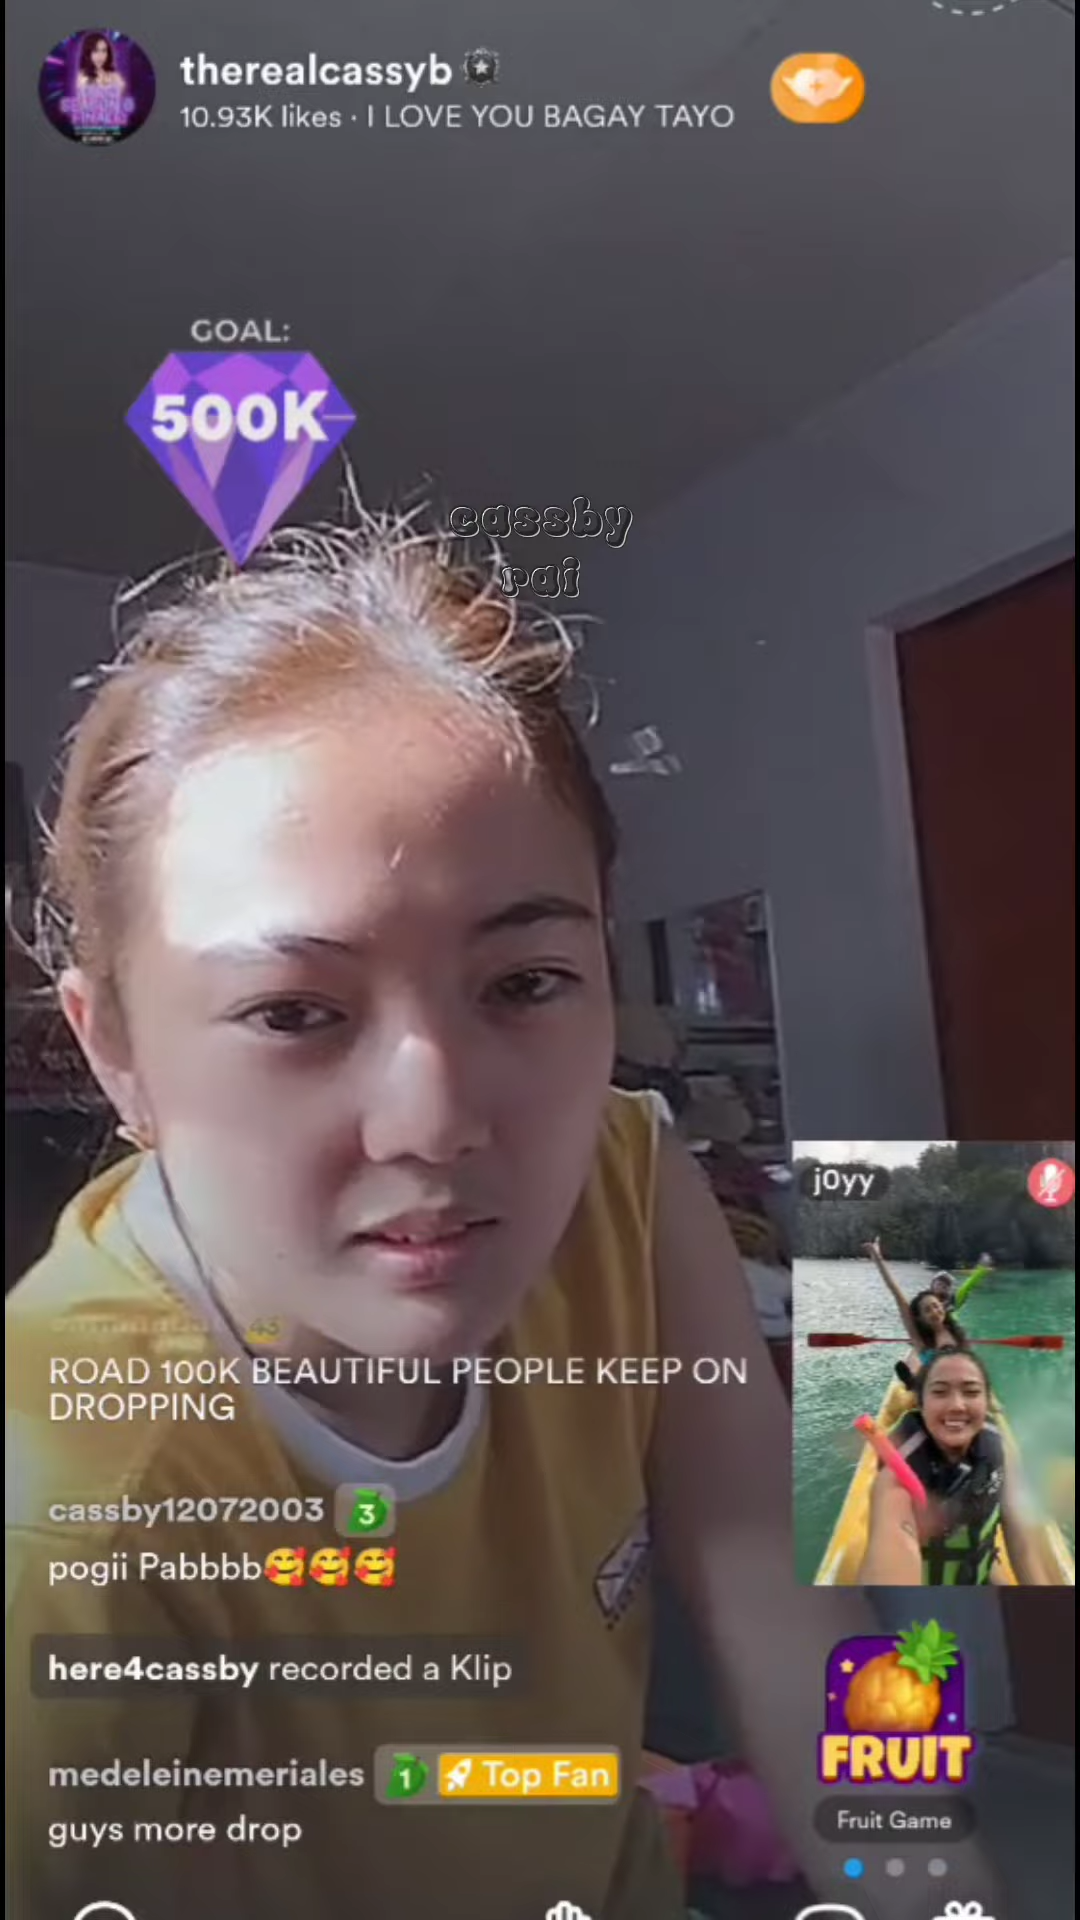 therealcassyb
10.93K likes · I LOVE YOU BAGAY TAYO
GOAL:
500K
cassby
rai
j0yy
43
ROAD 100K BEAUTIFUL PEOPLE KEEP ON
DROPPING
cassby12072003 3
pogii Pabbbb🥰🥰🥰
here4cassby recorded a Klip
medeleinemeriales 1 Top Fan
guys more drop
FRUIT
Fruit Game